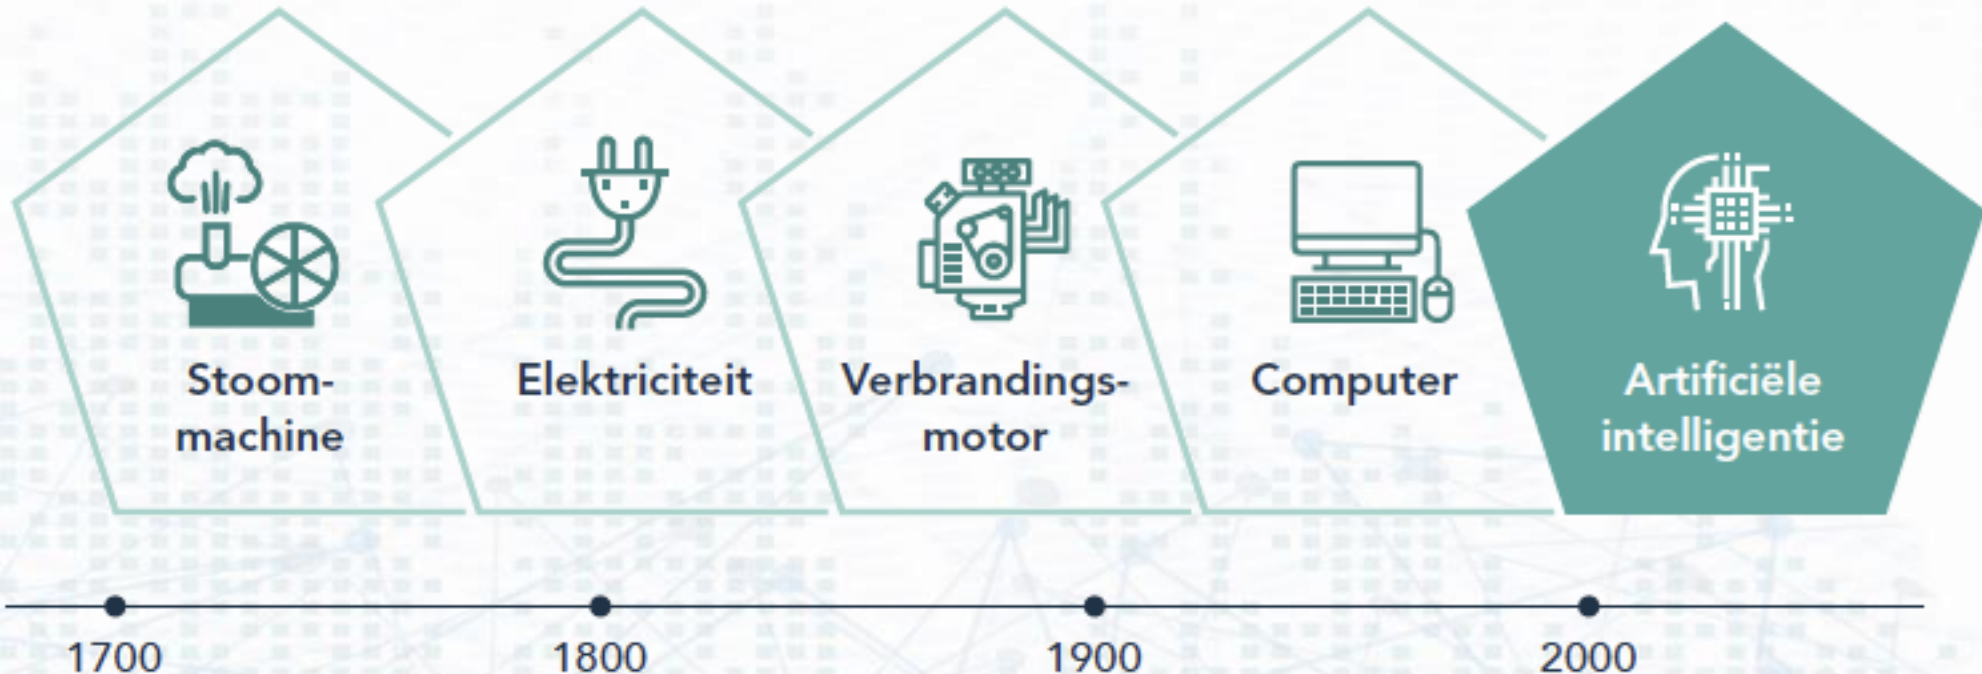 Stoom-
machine
Elektriciteit
Verbrandings-
motor
Computer
Artificiële
intelligentie
1700
1800
1900
2000